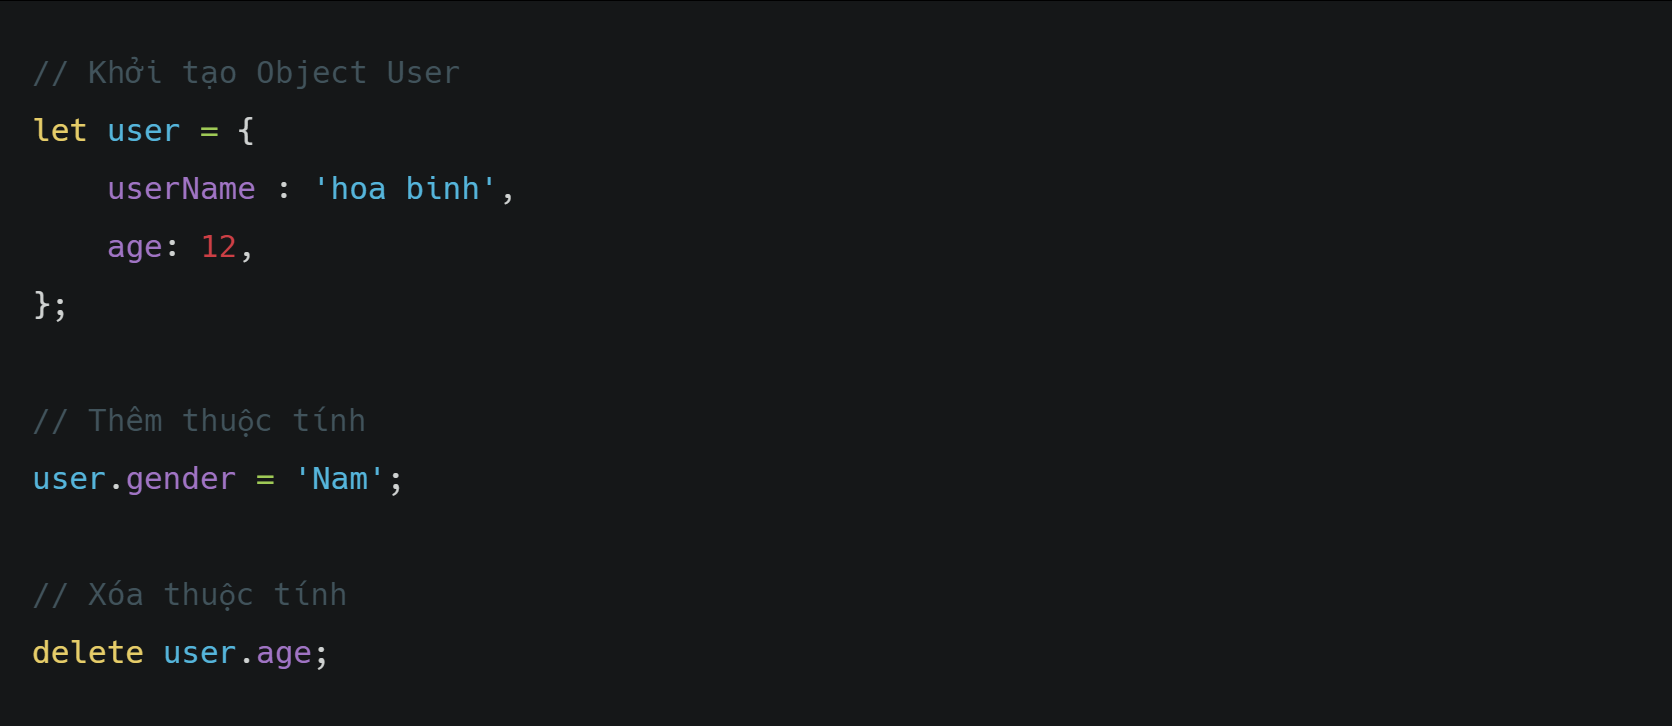 // Khởi tạo Object User
let user = {
    userName : 'hoa binh',
    age: 12,
};
// Thêm thuộc tính
user.gender = 'Nam';
// Xóa thuộc tính
delete user.age;